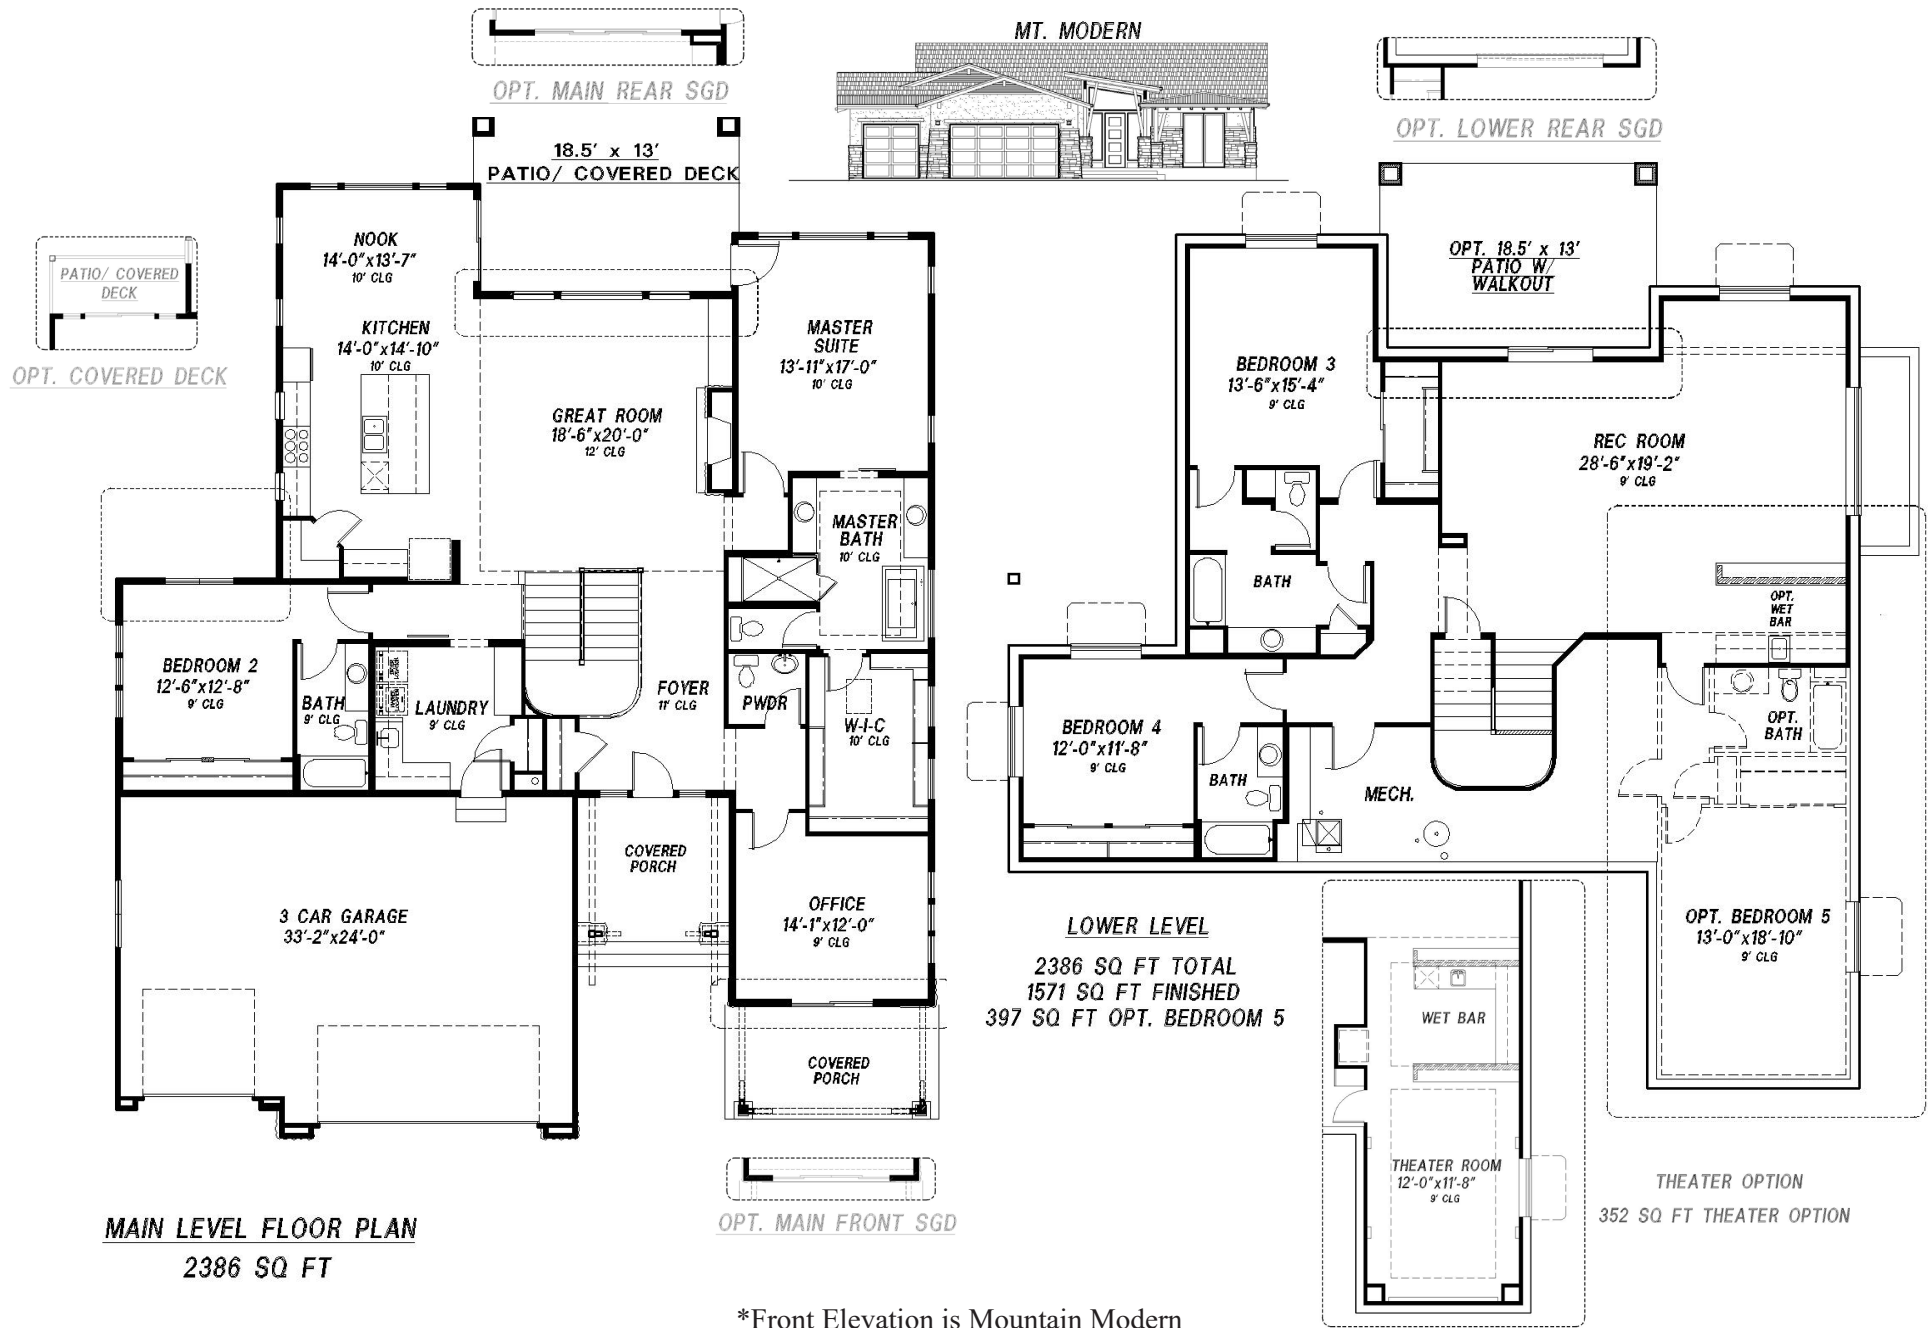 OPT. MAIN REAR SGD
MT. MODERN
OPT. LOWER REAR SGD
18.5' x 13'
PATIO/ COVERED DECK
PATIO/ COVERED
DECK
OPT. COVERED DECK
NOOK
14'-0"x13'-7"
10' CLG
KITCHEN
14'-0"x14'-10"
10' CLG
GREAT ROOM
18'-6"x20'-0"
12' CLG
MASTER
SUITE
13'-11"x17'-0"
10' CLG
MASTER
BATH
10' CLG
BEDROOM 2
12'-6"x12'-8"
9' CLG
BATH
9' CLG
LAUNDRY
9' CLG
FOYER
11' CLG
PWDR
W-I-C
10' CLG
3 CAR GARAGE
33'-2"x24'-0"
COVERED
PORCH
OFFICE
14'-1"x12'-0"
9' CLG
COVERED
PORCH
OPT. MAIN FRONT SGD
MAIN LEVEL FLOOR PLAN
2386 SQ FT
OPT. 18.5' x 13'
PATIO W/
WALKOUT
BEDROOM 3
13'-6"x15'-4"
9' CLG
REC ROOM
28'-6"x19'-2"
9' CLG
BATH
OPT.
WET
BAR
BEDROOM 4
12'-0"x11'-8"
9' CLG
BATH
MECH.
OPT.
BATH
OPT. BEDROOM 5
13'-0"x18'-10"
9' CLG
LOWER LEVEL
2386 SQ FT TOTAL
1571 SQ FT FINISHED
397 SQ FT OPT. BEDROOM 5
WET BAR
THEATER ROOM
12'-0"x11'-8"
9' CLG
THEATER OPTION
352 SQ FT THEATER OPTION
*Front Elevation is Mountain Modern